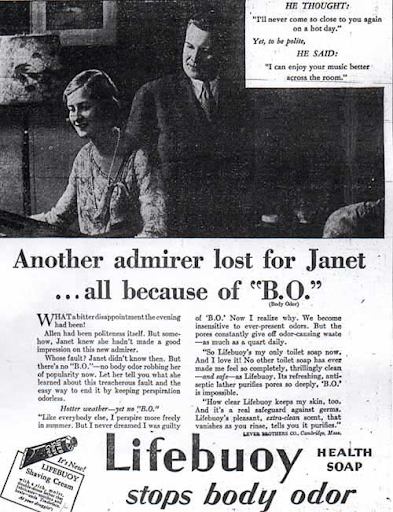 HE THOUGHT:
"I'll never come so close to you again
on a hot day."
Yet, to be polite,
HE SAID:
"I can enjoy your music better
across the room."
Another admirer lost for Janet
...all because of "B.O."
(Body Odor)
WHAT a bitter disappointment the evening
had been!
Allen had been politeness itself. But some-
how, Janet knew she hadn't made a good
impression on this new admirer.
Whose fault? Janet didn't know then. But
there's no "B.O."—no body odor robbing her
of popularity now. Let her tell you what she
learned about this treacherous fault and the
easy way to end it by keeping perspiration
odorless.
Hotter weather—yet no "B.O."
"Like everybody else, I perspire more freely
in summer. But I never dreamed I was guilty
of 'B.O.' Now I realize why. We become
insensitive to ever-present odors. But the
pores constantly give off odor-causing waste
—as much as a quart daily.
"So Lifebuoy's my only toilet soap now.
And I love it! No other toilet soap has ever
made me feel so completely, thrillingly clean
—and safe—as Lifebuoy. Its refreshing, anti-
septic lather purifies pores so deeply, 'B.O.'
is impossible.
"How clear Lifebuoy keeps my skin, too.
And it's a real safeguard against germs.
Lifebuoy's pleasant, extra-clean scent, that
vanishes as you rinse, tells you it purifies."
LEVER BROTHERS CO., Cambridge, Mass.
It's New!
LIFEBUOY
Shaving Cream
Lifebuoy HEALTH
SOAP
stops body odor